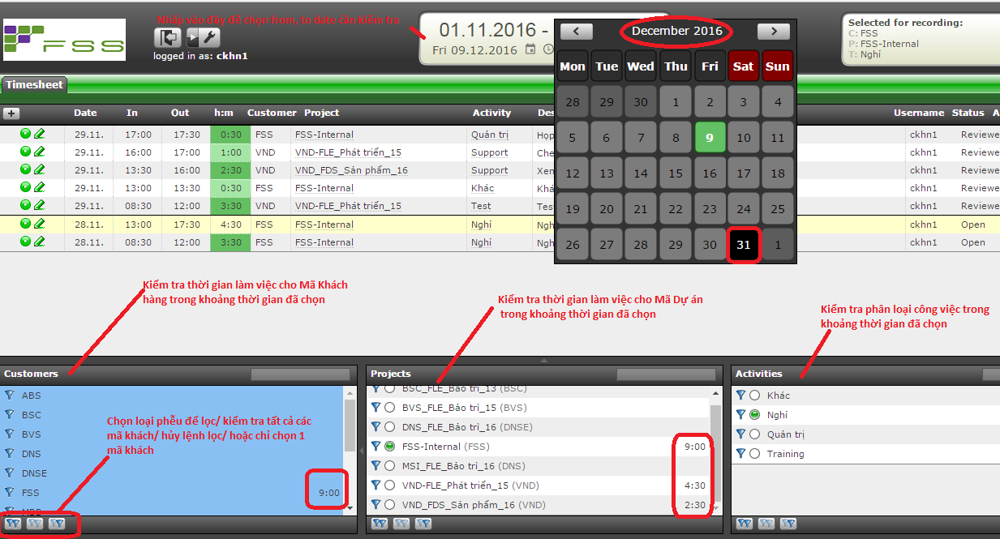 Nhấp vào đây để chọn from, to date cần kiểm tra
FSS
logged in as: ckhn1
01.11.2016 -
Fri 09.12.2016
December 2016
Mon Tue Wed Thu Fri Sat Sun
28 29 30 1 2 3 4
5 6 7 8 9 10 11
12 13 14 15 16 17 18
19 20 21 22 23 24 25
26 27 28 29 30 31 1
Selected for recording:
C: FSS
P: FSS-Internal
T: Nghỉ
Timesheet
+ Date In Out h:m Customer Project Activity Des Username Status A
29.11. 17:00 17:30 0:30 FSS FSS-Internal Quản trị Họp ckhn1 Reviewe
29.11. 16:00 17:00 1:00 VND VND-FLE_Phát triển_15 Support Che ckhn1 Reviewe
29.11. 13:30 16:00 2:30 VND VND_FDS_Sản phẩm_16 Support Xen ckhn1 Reviewe
29.11. 13:00 13:30 0:30 FSS FSS-Internal Khác Khá ckhn1 Reviewe
29.11. 08:30 12:00 3:30 VND VND-FLE_Phát triển_15 Test Test ckhn1 Reviewe
28.11. 13:00 17:30 4:30 FSS FSS-Internal Nghỉ Ngh ckhn1 Open
28.11. 08:30 12:00 3:30 FSS FSS-Internal Nghỉ Ngh ckhn1 Open
Kiểm tra thời gian làm việc cho Mã Khách
hàng trong khoảng thời gian đã chọn
Kiểm tra thời gian làm việc cho Mã Dự án
trong khoảng thời gian đã chọn
Kiểm tra phân loại công việc trong
khoảng thời gian đã chọn
Customers
ABS
BSC
BVS
DNS
DNSE
FSS 9:00
Chọn loại phễu để lọc/ kiểm tra tất cả các
mã khách/ hủy lệnh lọc/ hoặc chỉ chọn 1
mã khách
Projects
BSC_FLE_Bảo trì_13 (BSC)
BVS_FLE_Bảo trì_15 (BVS)
DNS_FLE_Bảo trì_16 (DNSE)
FSS-Internal (FSS) 9:00
MSI_FLE_Bảo trì_16 (DNS)
VND-FLE_Phát triển_15 (VND) 4:30
VND_FDS_Sản phẩm_16 (VND) 2:30
Activities
Khác
Nghỉ
Quản trị
Training